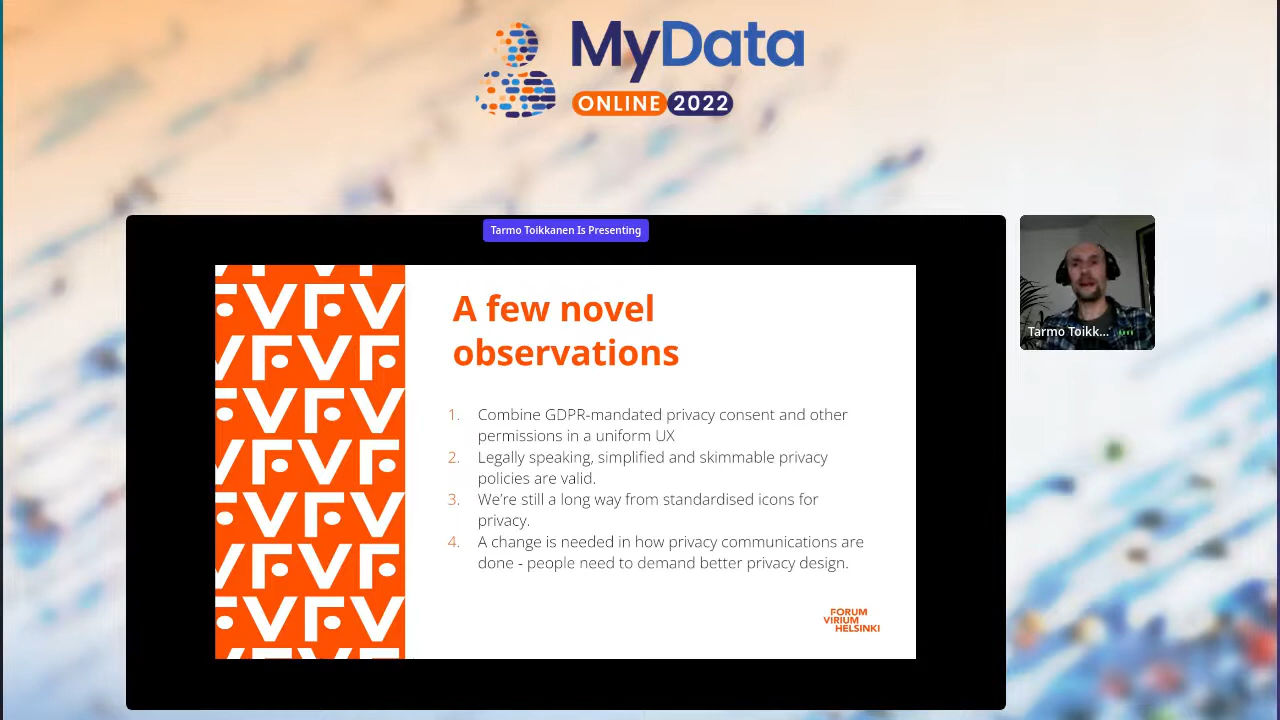 MyData
ONLINE 2022
Tarmo Toikkanen Is Presenting
A few novel
observations
1. Combine GDPR-mandated privacy consent and other
permissions in a uniform UX
2. Legally speaking, simplified and skimmable privacy
policies are valid.
3. We're still a long way from standardised icons for
privacy.
4. A change is needed in how privacy communications are
done - people need to demand better privacy design.
FORUM
VIRIUM
HELSINKI
Tarmo Toikk...